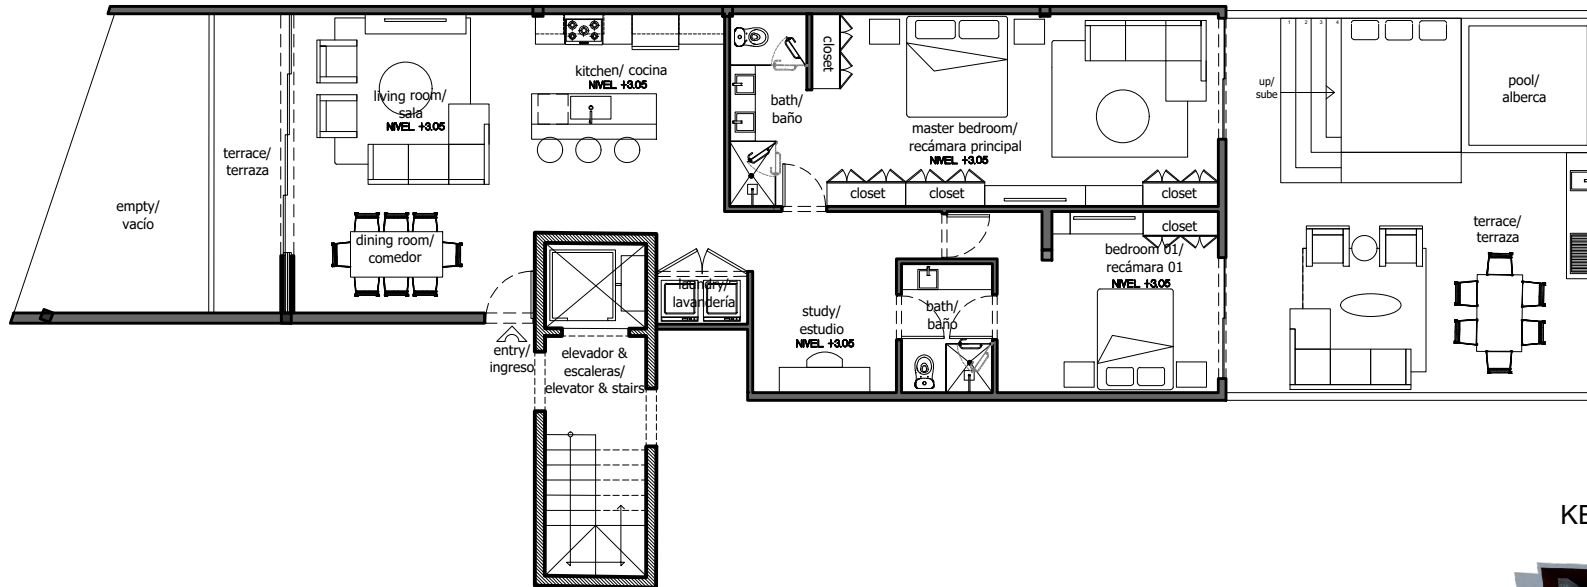 living room/
sala
NIVEL +3.05
kitchen/ cocina
NIVEL +3.05
terrace/
terraza
empty/
vacío
dining room/
comedor
entry/
ingreso
elevador &
escaleras/
elevator & stairs
laundry/
lavandería
bath/
baño
closet
master bedroom/
recámara principal
NIVEL +3.05
closet
closet
closet
study/
estudio
NIVEL +3.05
bath/
baño
closet
bedroom 01/
recámara 01
NIVEL +3.05
1 2 3 4
up/
sube
pool/
alberca
terrace/
terraza
KE